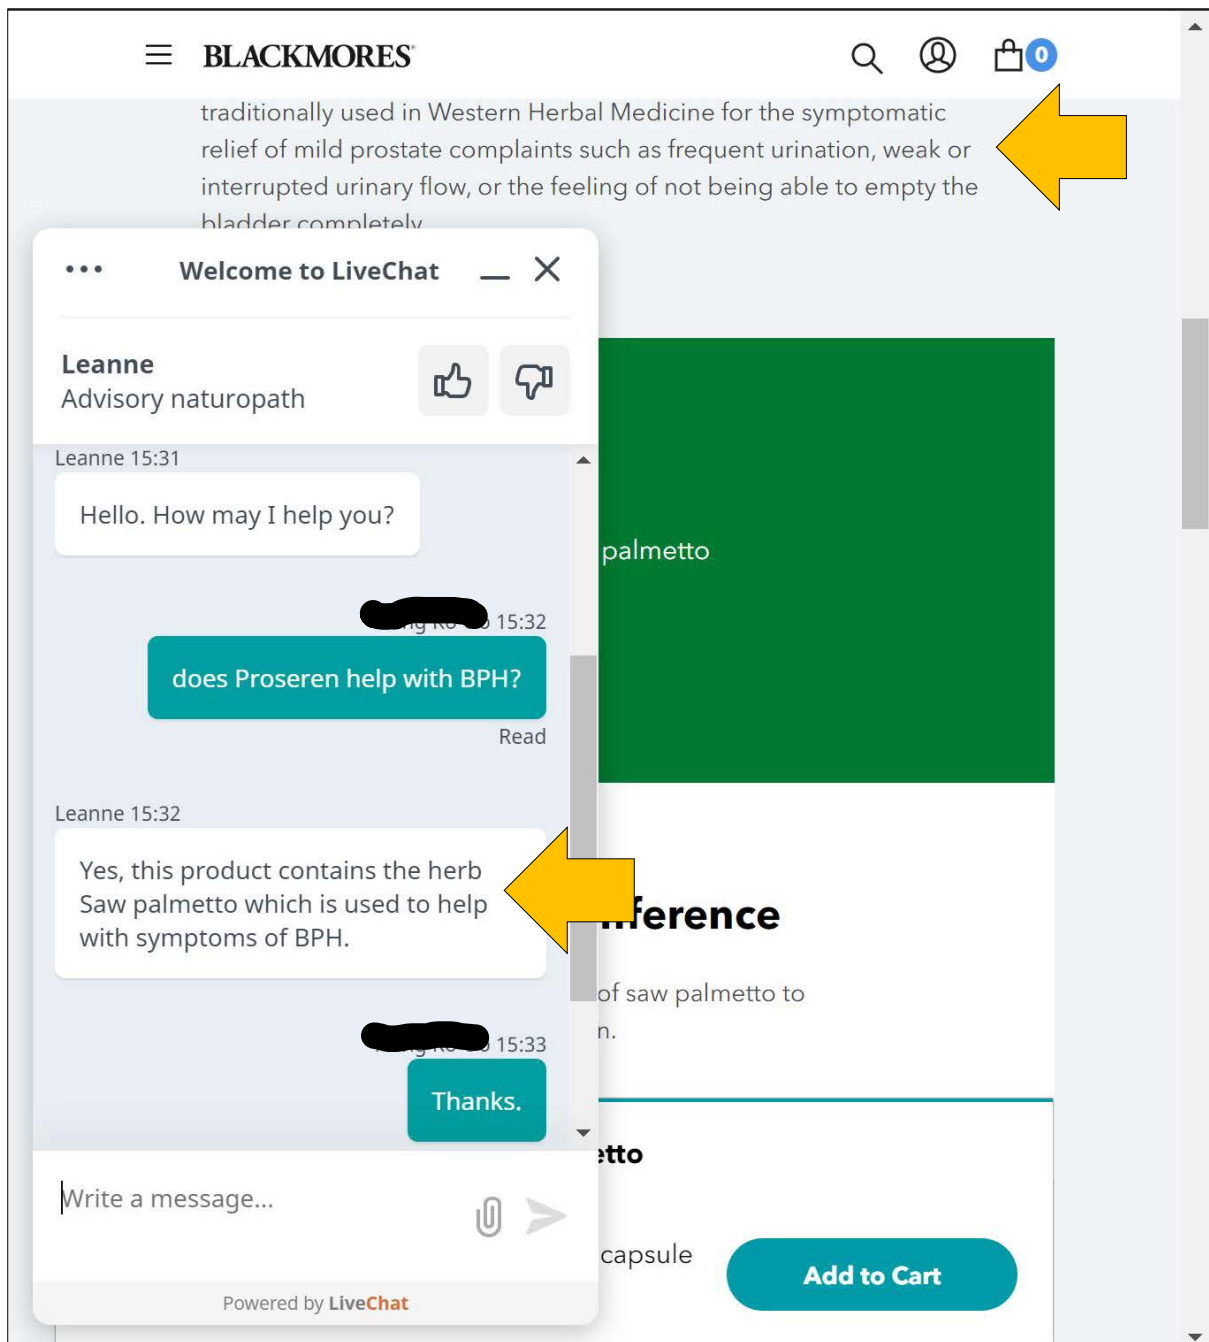 BLACKMORES®
0
traditionally used in Western Herbal Medicine for the symptomatic
relief of mild prostate complaints such as frequent urination, weak or
interrupted urinary flow, or the feeling of not being able to empty the
bladder completely
Welcome to LiveChat
Leanne
Advisory naturopath
Leanne 15:31
Hello. How may I help you?
15:32
does Proseren help with BPH?
Read
Leanne 15:32
Yes, this product contains the herb
Saw palmetto which is used to help
with symptoms of BPH.
15:33
Thanks.
Write a message...
Powered by LiveChat
palmetto
ference
of saw palmetto to
n.
etto
capsule
Add to Cart